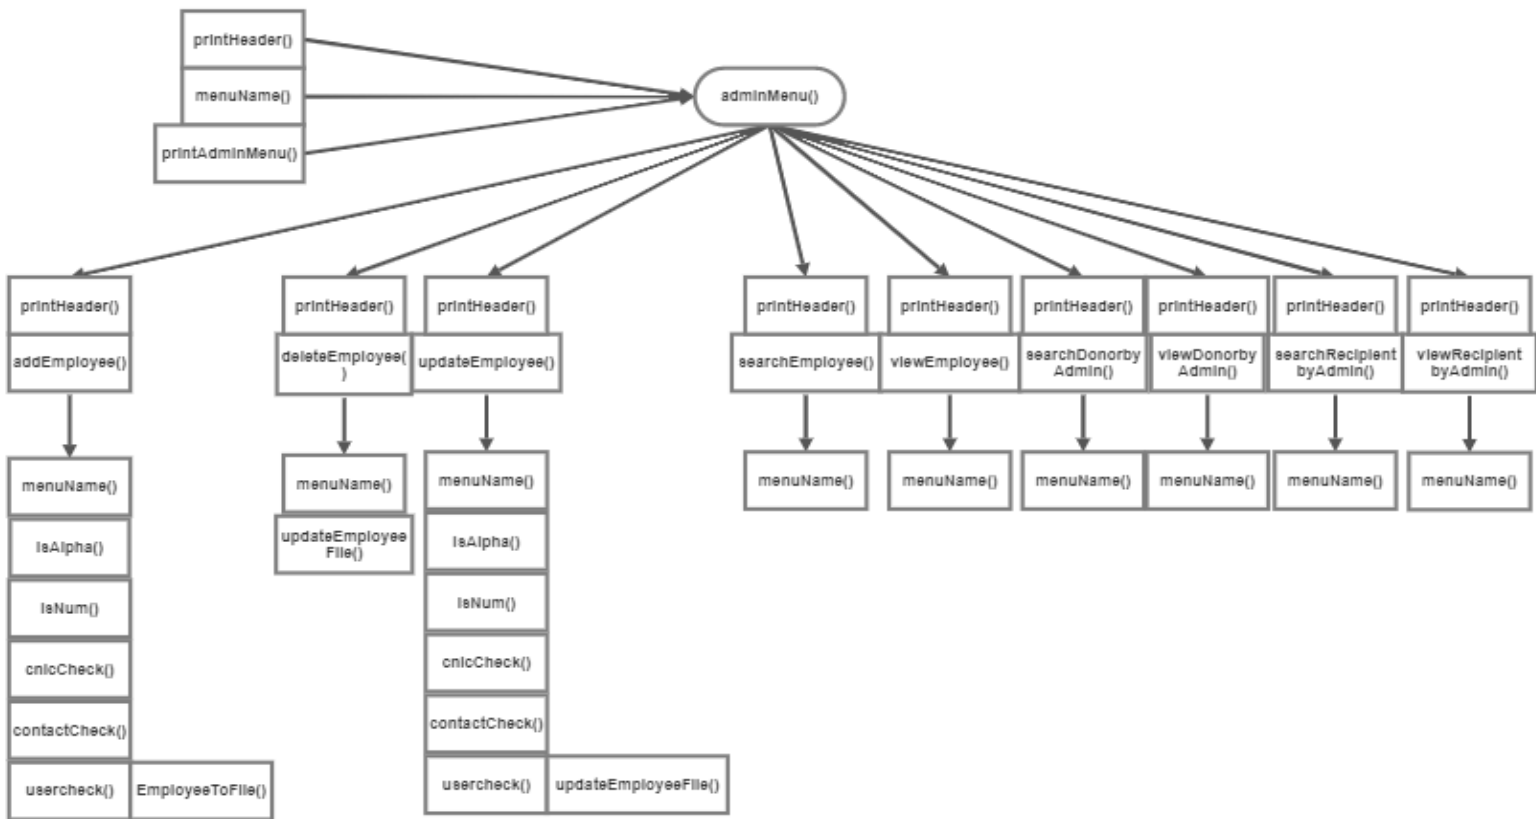 printHeader()
menuName()
printAdminMenu()
adminMenu()
printHeader()
addEmployee()
menuName()
isAlpha()
isNum()
cnicCheck()
contactCheck()
usercheck()
EmployeeToFile()
printHeader()
deleteEmployee(
)
menuName()
updateEmployee
File()
printHeader()
updateEmployee()
menuName()
isAlpha()
isNum()
cnicCheck()
contactCheck()
usercheck()
updateEmployeeFile()
printHeader()
searchEmployee()
menuName()
printHeader()
viewEmployee()
menuName()
printHeader()
searchDonorby
Admin()
menuName()
printHeader()
viewDonorby
Admin()
menuName()
printHeader()
searchRecipient
byAdmin()
menuName()
printHeader()
viewRecipient
byAdmin()
menuName()